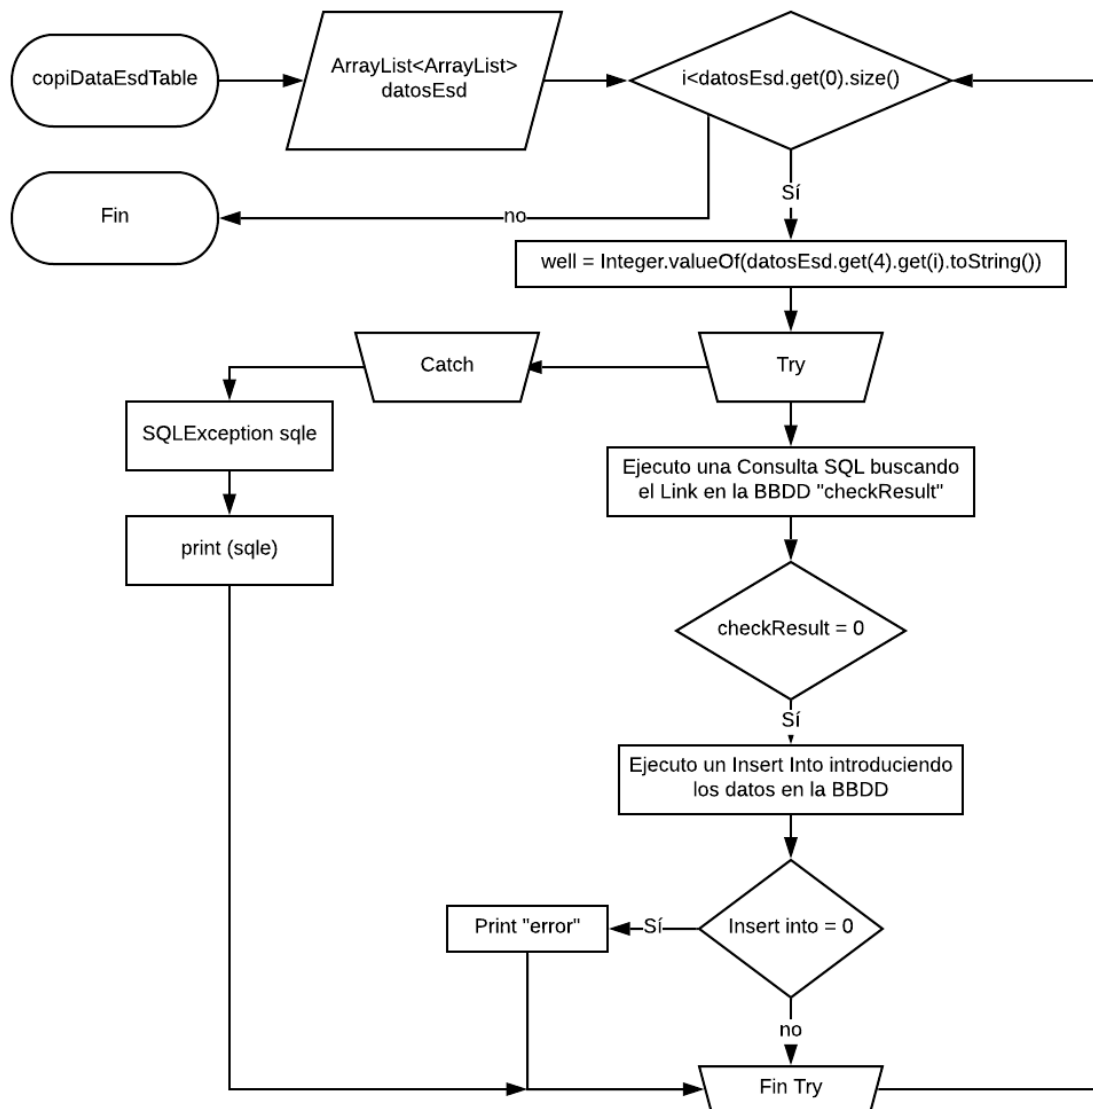 copiDataEsdTable
ArrayList<ArrayList>
datosEsd
i<datosEsd.get(0).size()
Sí
Fin
no
well = Integer.valueOf(datosEsd.get(4).get(i).toString())
Catch
Try
SQLException sqle
Ejecuto una Consulta SQL buscando
el Link en la BBDD "checkResult"
print (sqle)
checkResult = 0
Sí
Ejecuto un Insert Into introduciendo
los datos en la BBDD
Print "error"
Sí
Insert into = 0
no
Fin Try